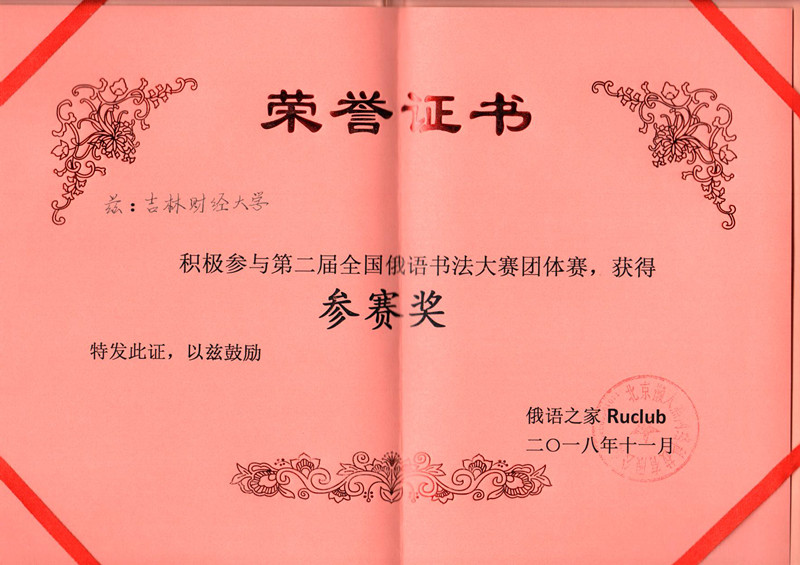 荣誉证书
兹:吉林财经大学
积极参与第二届全国俄语书法大赛团体赛,获得
参赛奖
特发此证,以兹鼓励
俄语之家 Ruclub
二〇一八年十一月